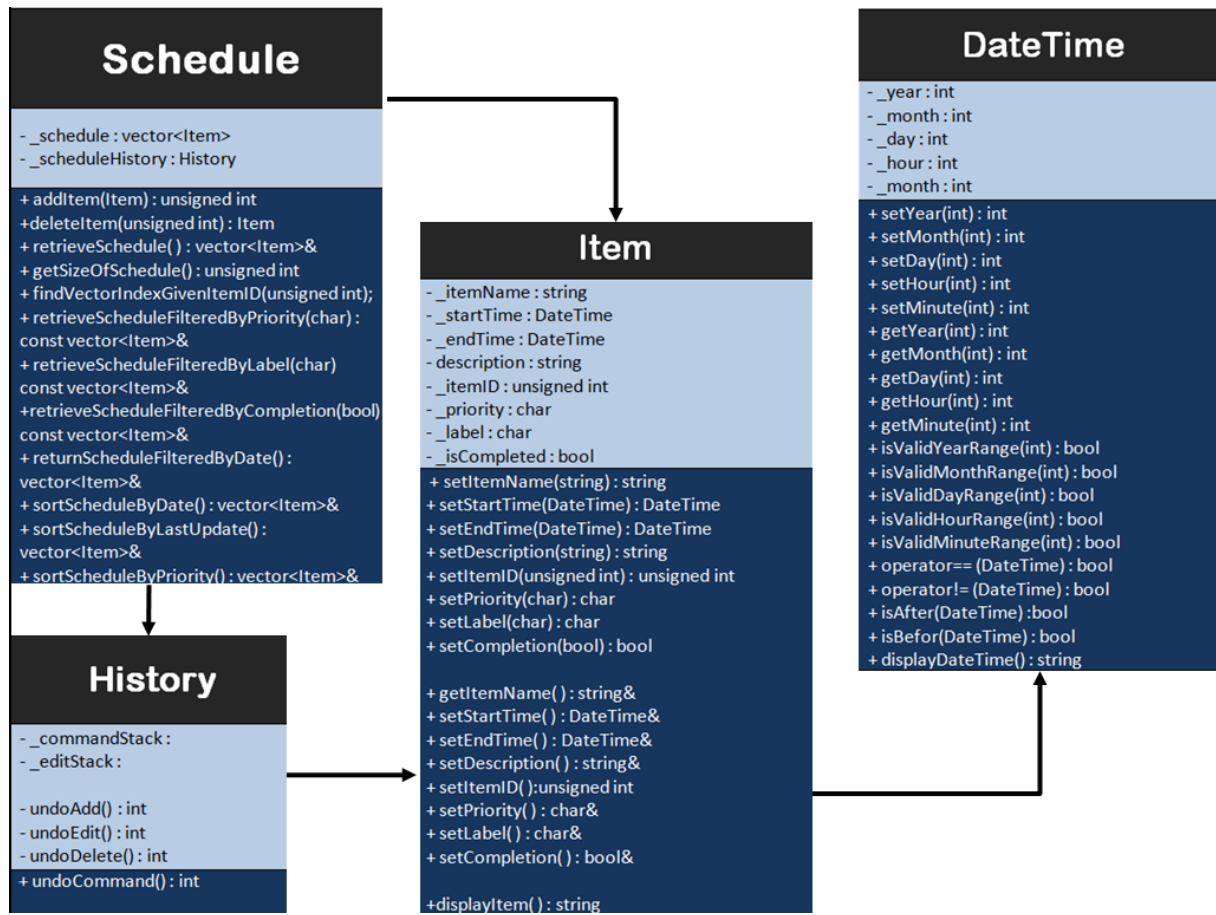 Schedule
- _schedule : vector<Item>
- _scheduleHistory : History
+ addItem(Item) : unsigned int
+deleteItem(unsigned int) : Item
+ retrieveSchedule( ) : vector<Item>&
+ getSizeOfSchedule() : unsigned int
+ findVectorIndexGivenItemID(unsigned int);
+ retrieveScheduleFilteredByPriority(char) :
const vector<Item>&
+ retrieveScheduleFilteredByLabel(char)
const vector<Item>&
+retrieveScheduleFilteredByCompletion(bool)
const vector<Item>&
+ returnScheduleFilteredByDate() :
vector<Item>&
+ sortScheduleByDate() : vector<Item>&
+ sortScheduleByLastUpdate() :
vector<Item>&
+ sortScheduleByPriority() : vector<Item>&
History
- _commandStack :
- _editStack :
- undoAdd() : int
- undoEdit() : int
- undoDelete() : int
+ undoCommand() : int
Item
- _itemName : string
- _startTime : DateTime
- _endTime : DateTime
- description : string
- _itemID : unsigned int
- _priority : char
- _label : char
- _isCompleted : bool
+ setItemName(string) : string
+ setStartTime(DateTime) : DateTime
+ setEndTime(DateTime) : DateTime
+ setDescription(string) : string
+ setItemID(unsigned int) : unsigned int
+ setPriority(char) : char
+ setLabel(char) : char
+ setCompletion(bool) : bool
+ getItemName( ) : string&
+ setStartTime( ) : DateTime&
+ setEndTime( ) : DateTime&
+ setDescription( ) : string&
+ setItemID( ):unsigned int
+ setPriority( ) : char&
+ setLabel( ) : char&
+ setCompletion( ) : bool&
+displayItem( ) : string
DateTime
- _year : int
- _month : int
- _day : int
- _hour : int
- _month : int
+ setYear(int) : int
+ setMonth(int) : int
+ setDay(int) : int
+ setHour(int) : int
+ setMinute(int) : int
+ getYear(int) : int
+ getMonth(int) : int
+ getDay(int) : int
+ getHour(int) : int
+ getMinute(int) : int
+ isValidYearRange(int) : bool
+ isValidMonthRange(int) : bool
+ isValidDayRange(int) : bool
+ isValidHourRange(int) : bool
+ isValidMinuteRange(int) : bool
+ operator== (DateTime) : bool
+ operator!= (DateTime) : bool
+ isAfter(DateTime) :bool
+ isBefor(DateTime) : bool
+ displayDateTime() : string